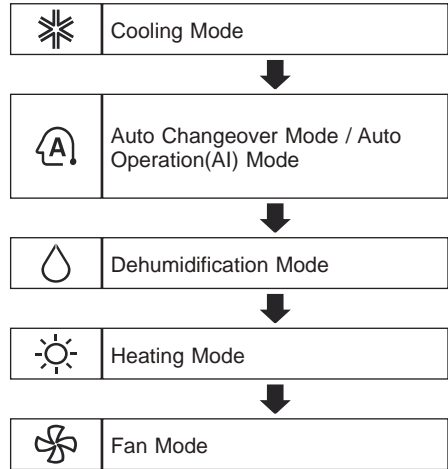 Cooling Mode
A
Auto Changeover Mode / Auto
Operation(AI) Mode
Dehumidification Mode
Heating Mode
Fan Mode